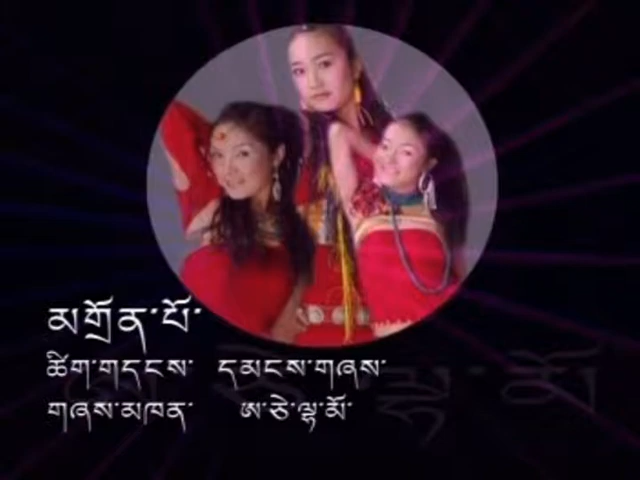 མགྲོན་པོ་
ཚིག་གདངས་ དམངས་གཞས་
གཞས་མཁན་ ཨ་ཅེ་ལྷ་མོ་